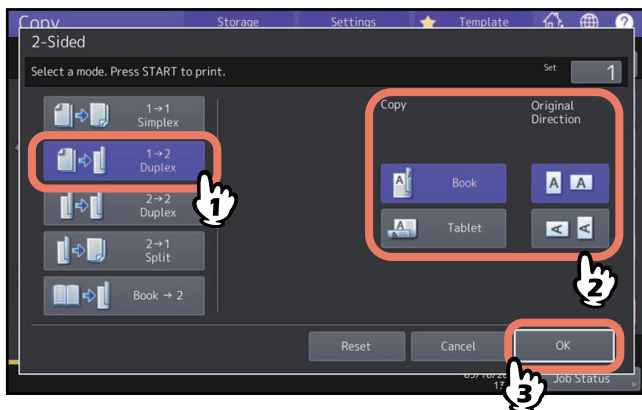 Copy
Storage
Settings
Template
?
2-Sided
Select a mode. Press START to print.
Set
1
1→1
Simplex
1→2
Duplex
2→2
Duplex
2→1
Split
Book → 2
Copy
Original
Direction
A
Book
A A
A
Tablet
A A
1
2
Reset
Cancel
OK
3
Job Status